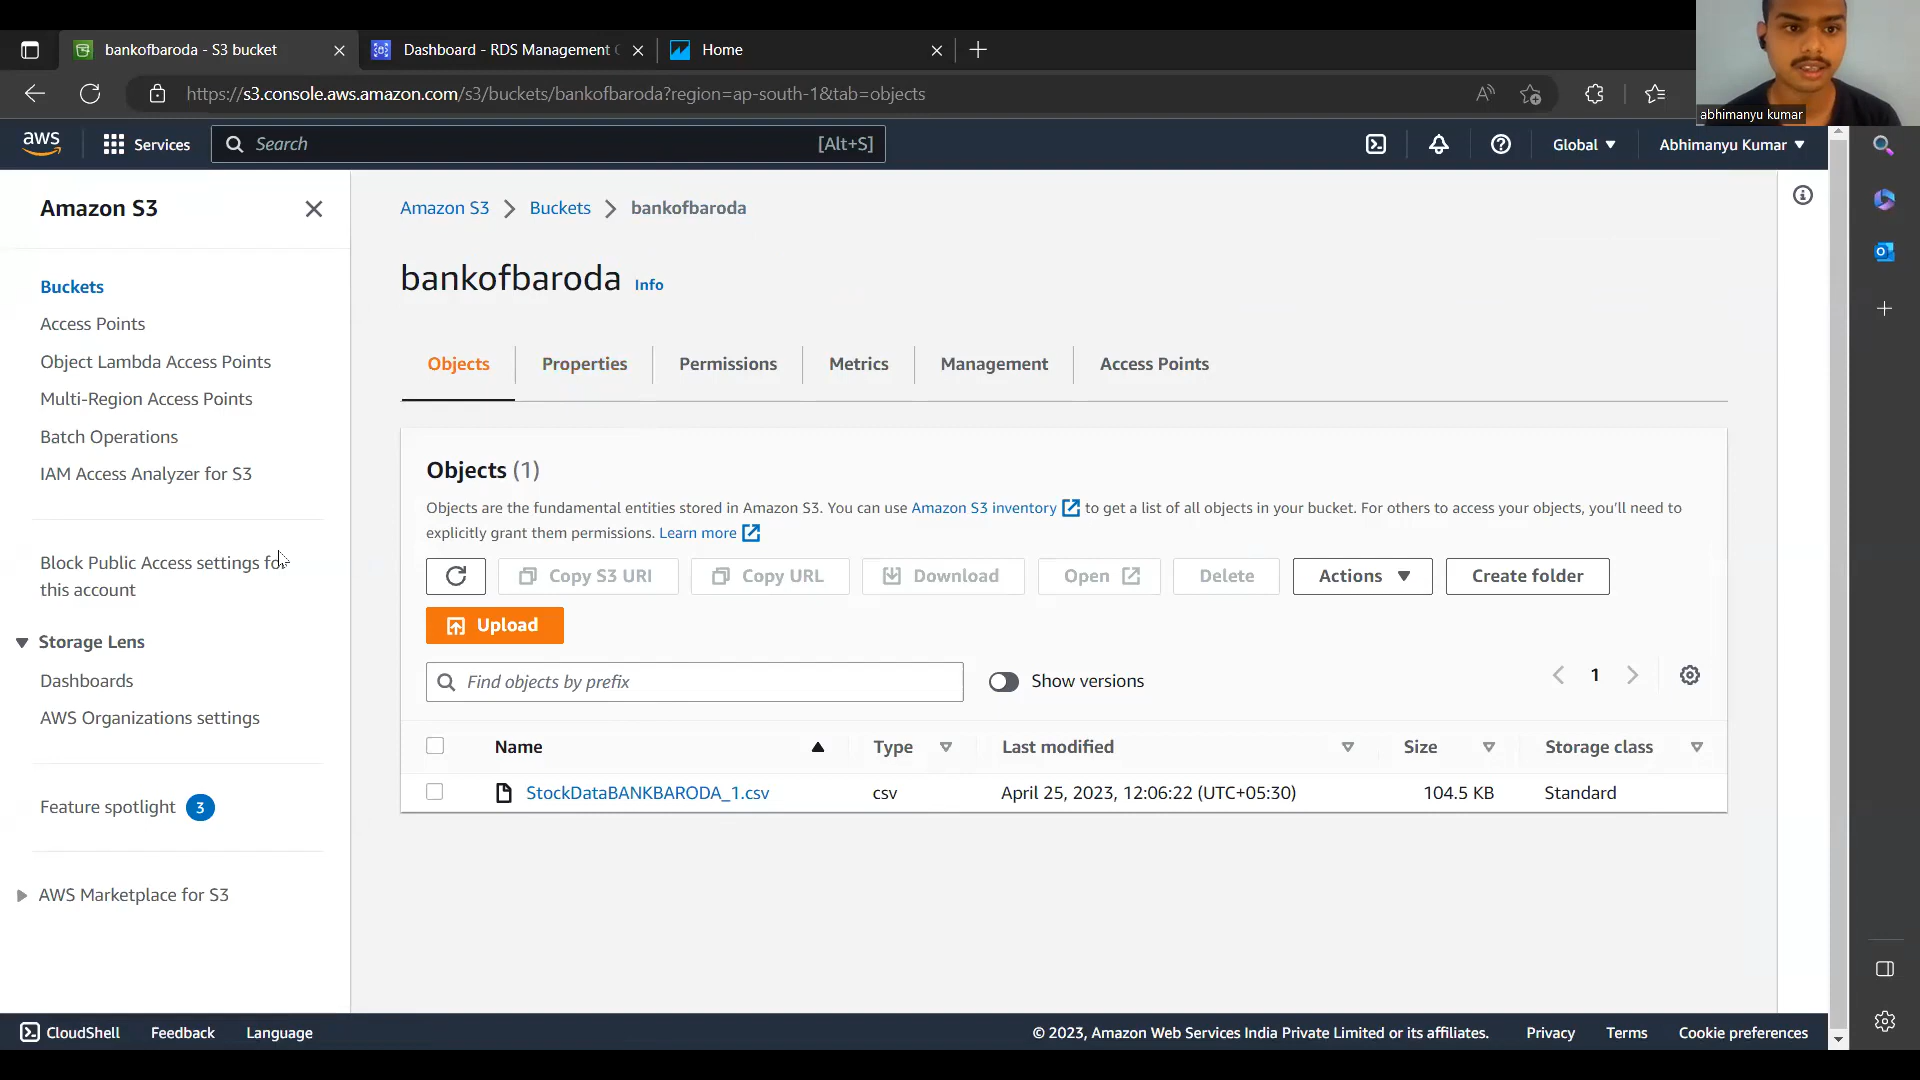 bankofbaroda - S3 bucket
Dashboard - RDS Management C
Home
https://s3.console.aws.amazon.com/s3/buckets/bankofbaroda?region=ap-south-1&tab=objects
abhimanyu kumar
aws
Services
Search
[Alt+S]
Global
Abhimanyu Kumar
Amazon S3
Buckets
Access Points
Object Lambda Access Points
Multi-Region Access Points
Batch Operations
IAM Access Analyzer for S3
Block Public Access settings for
this account
Storage Lens
Dashboards
AWS Organizations settings
Feature spotlight 3
AWS Marketplace for S3
Amazon S3 > Buckets > bankofbaroda
bankofbaroda Info
Objects
Properties
Permissions
Metrics
Management
Access Points
Objects (1)
Objects are the fundamental entities stored in Amazon S3. You can use Amazon S3 inventory to get a list of all objects in your bucket. For others to access your objects, you'll need to
explicitly grant them permissions. Learn more
Copy S3 URI
Copy URL
Download
Open
Delete
Actions
Create folder
Upload
Find objects by prefix
Show versions
1
Name
Type
Last modified
Size
Storage class
StockDataBANKBARODA_1.csv
csv
April 25, 2023, 12:06:22 (UTC+05:30)
104.5 KB
Standard
CloudShell
Feedback
Language
© 2023, Amazon Web Services India Private Limited or its affiliates.
Privacy
Terms
Cookie preferences